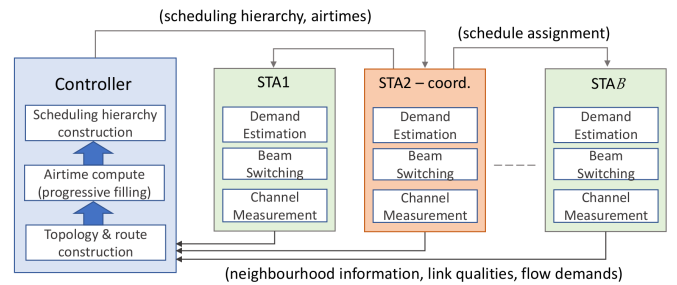 (scheduling hierarchy, airtimes)
(schedule assignment)
Controller
Scheduling hierarchy
construction
Airtime compute
(progressive filling)
Topology & route
construction
STA1
Demand
Estimation
Beam
Switching
Channel
Measurement
STA2 – coord.
Demand
Estimation
Beam
Switching
Channel
Measurement
STAB
Demand
Estimation
Beam
Switching
Channel
Measurement
(neighbourhood information, link qualities, flow demands)